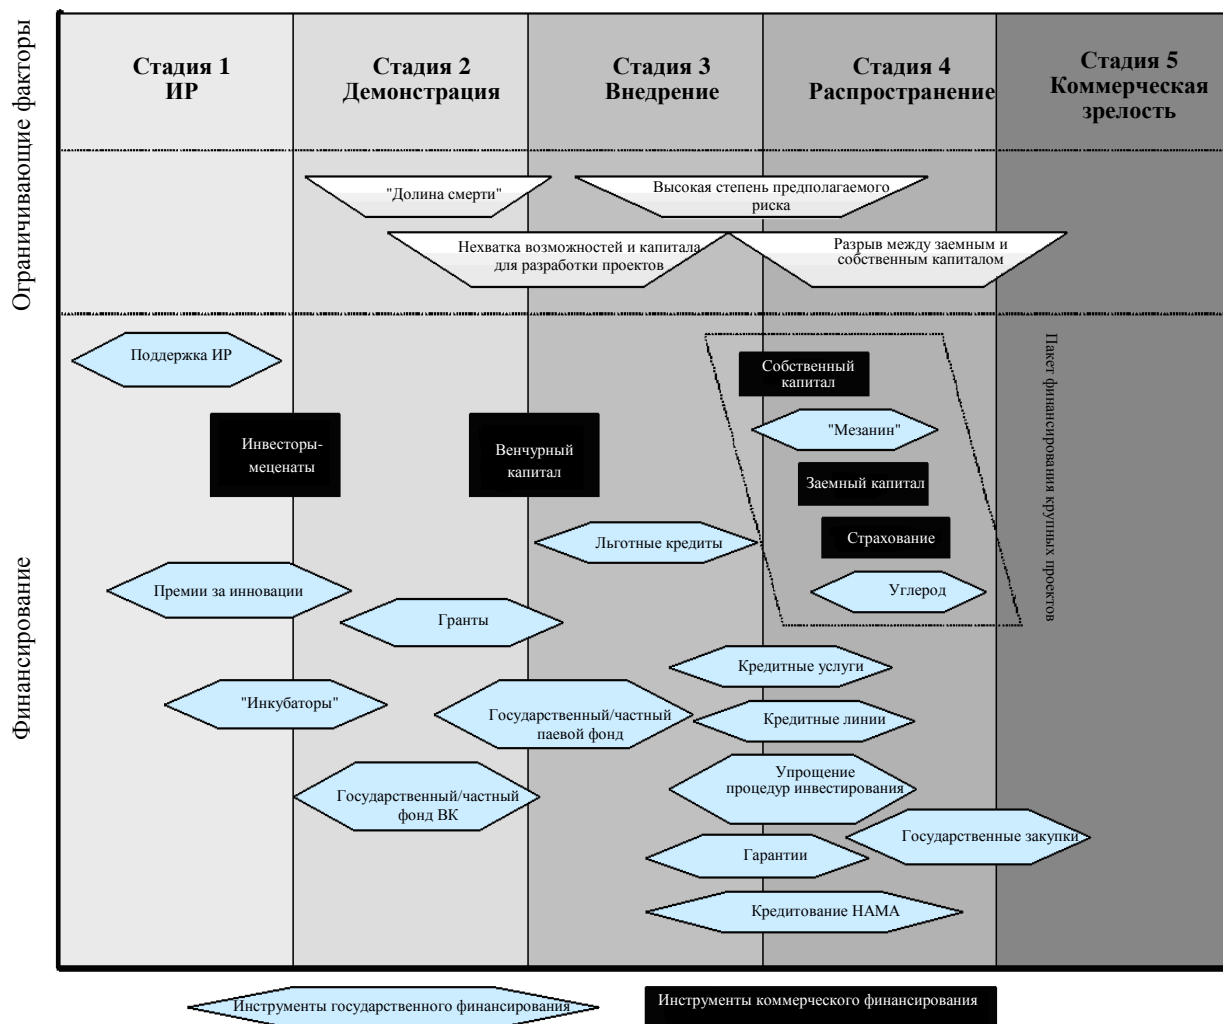 Ограничивающие факторы
Стадия 1
ИР
Стадия 2
Демонстрация
Стадия 3
Внедрение
Стадия 4
Распространение
Стадия 5
Коммерческая
зрелость
"Долина смерти"
Высокая степень предполагаемого
риска
Нехватка возможностей и капитала
для разработки проектов
Разрыв между заемным и
собственным капиталом
Финансирование
Поддержка ИР
Собственный
капитал
Пакет финансирования крупных проектов
"Мезанин"
Инвесторы-
меценаты
Венчурный
капитал
Заемный капитал
Льготные кредиты
Страхование
Премии за инновации
Углерод
Гранты
Кредитные услуги
"Инкубаторы"
Государственный/частный
паевой фонд
Кредитные линии
Упрощение
процедур инвестирования
Государственный/частный
фонд ВК
Государственные закупки
Гарантии
Кредитование НАМА
Инструменты государственного финансирования
Инструменты коммерческого финансирования